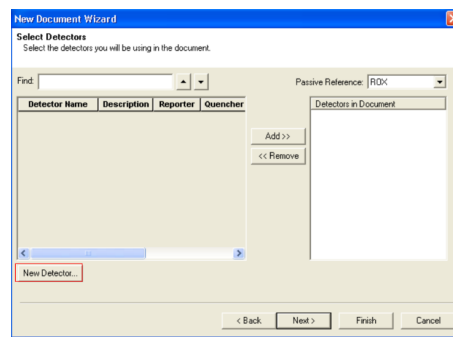 New Document Wizard
Select Detectors
Select the detectors you will be using in the document.
Find:
Passive Reference: ROX
Detector Name Description Reporter Quencher
Detectors in Document
Add >>
<< Remove
New Detector...
< Back Next > Finish Cancel